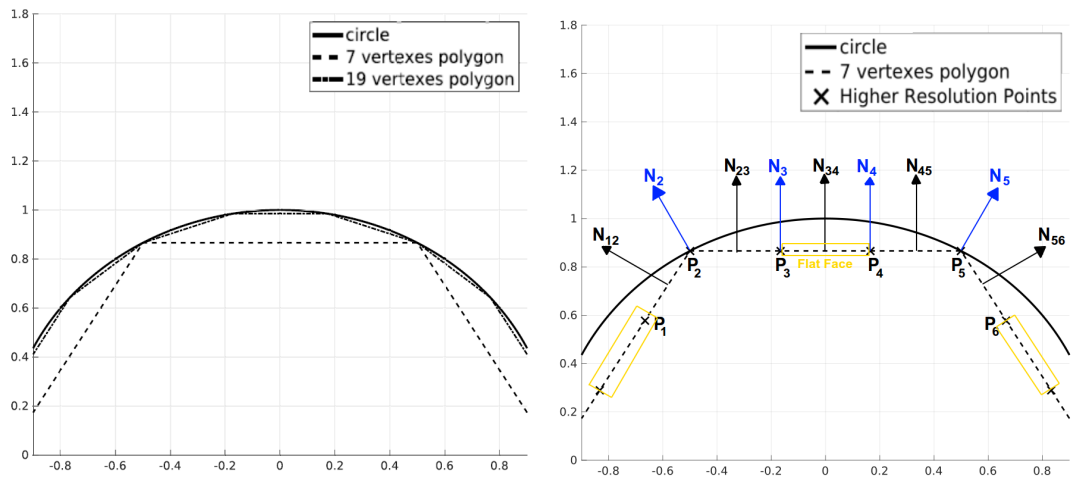 1.8
1.6
1.4
1.2
1
0.8
0.6
0.4
0.2
0
-0.8 -0.6 -0.4 -0.2 0 0.2 0.4 0.6 0.8
circle
7 vertexes polygon
19 vertexes polygon
1.8
1.6
1.4
1.2
1
0.8
0.6
0.4
0.2
0
-0.8 -0.6 -0.4 -0.2 0 0.2 0.4 0.6 0.8
circle
7 vertexes polygon
Higher Resolution Points
N2 N23 N3 N34 N4 N45 N5
N12 N56
P2 P3 P4 P5
Flat Face
P1 P6